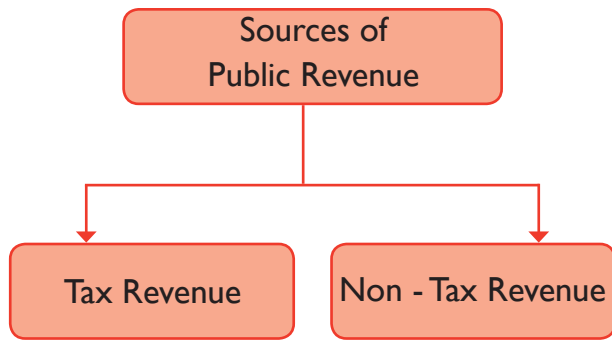 Sources of
Public Revenue
Tax Revenue
Non - Tax Revenue